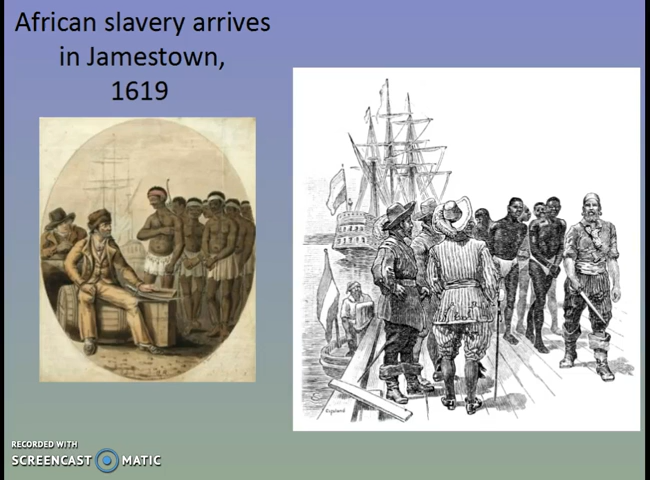 African slavery arrives
in Jamestown,
1619
RECORDED WITH
SCREENCAST MATIC